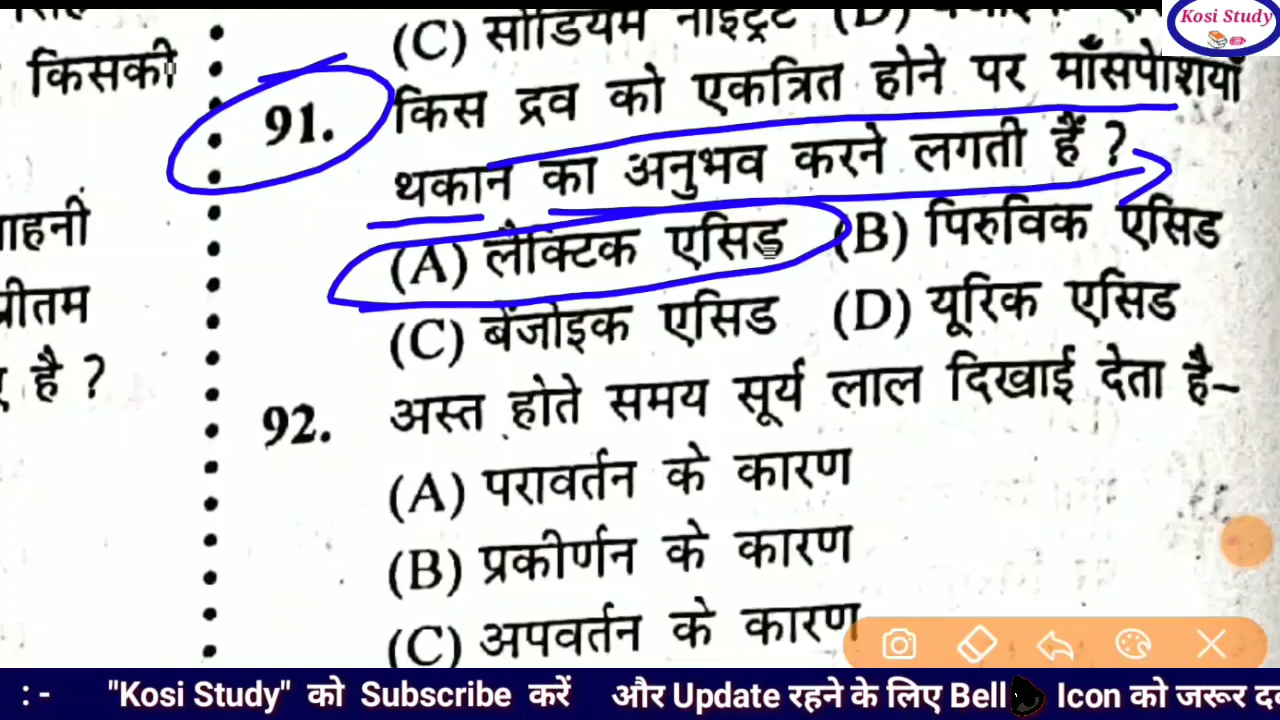 Kosi Study
(C) सोडियम नाइट्रेट (D)
किसकी
91. किस द्रव को एकत्रित होने पर माँसपेशियाँ
थकान का अनुभव करने लगती हैं ?
(A) लैक्टिक एसिड (B) पिरुविक एसिड
(C) बेंजोइक एसिड (D) यूरिक एसिड
है ?
92. अस्त होते समय सूर्य लाल दिखाई देता है–
(A) परावर्तन के कारण
(B) प्रकीर्णन के कारण
(C) अपवर्तन के कारण
: - "Kosi Study" को Subscribe करें और Update रहने के लिए Bell Icon को जरूर